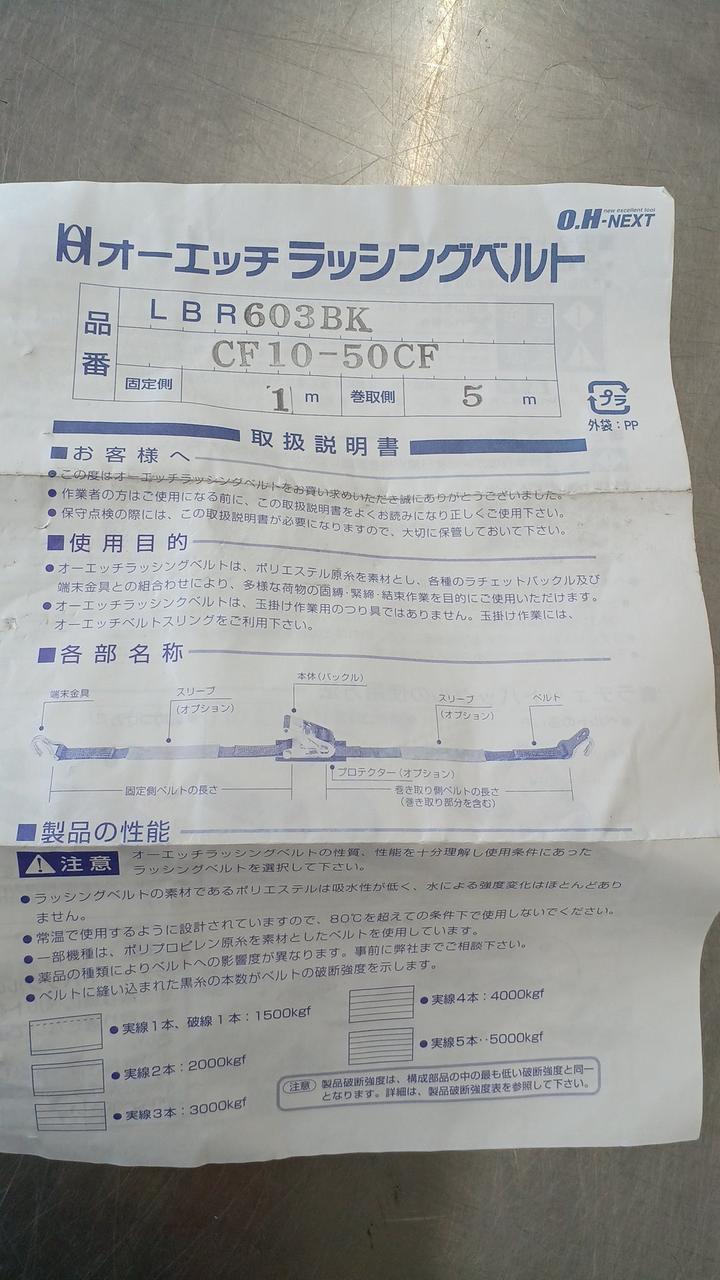 new excellent tool
O.H-NEXT
オーエッチ ラッシングベルト
品番
LBR603BK
CF10-50CF
固定側 1 m 巻取側 5 m
プラ
外袋：PP
取扱説明書
■お客様へ
●この度はオーエッチラッシングベルトをお買い求めいただき誠にありがとうございました。
●作業者の方はご使用になる前に、この取扱説明書をよくお読みになり正しくご使用下さい。
●保守点検の際には、この取扱説明書が必要になりますので、大切に保管しておいて下さい。
■使用目的
●オーエッチラッシングベルトは、ポリエステル原糸を素材とし、各種のラチェットバックル及び
端末金具との組合わせにより、多様な荷物の固縛･緊締･結束作業を目的にご使用いただけます。
●オーエッチラッシングベルトは、玉掛け作業用のつり具ではありません。玉掛け作業には、
オーエッチベルトスリングをご利用下さい。
■各部名称
本体（バックル）
端末金具
スリーブ
（オプション）
スリーブ
（オプション）
ベルト
プロテクター（オプション）
固定側ベルトの長さ
巻き取り側ベルトの長さ
（巻き取り部分を含む）
■製品の性能
注意
オーエッチラッシングベルトの性質、性能を十分理解し使用条件にあった
ラッシングベルトを選択して下さい。
●ラッシングベルトの素材であるポリエステルは吸水性が低く、水による強度変化はほとんどあり
ません。
●常温で使用するように設計されていますので、80℃を超えての条件下で使用しないでください。
●一部機種は、ポリプロピレン原糸を素材としたベルトを使用しています。
●薬品の種類によりベルトへの影響度が異なります。事前に弊社までご相談下さい。
●ベルトに縫い込まれた黒糸の本数がベルトの破断強度を示します。
●実線1本、破線1本：1500kgf
●実線2本：2000kgf
●実線3本：3000kgf
●実線4本：4000kgf
●実線5本‥5000kgf
注意 製品破断強度は、構成部品の中の最も低い破断強度と同一
となります。詳細は、製品破断強度表を参照して下さい。